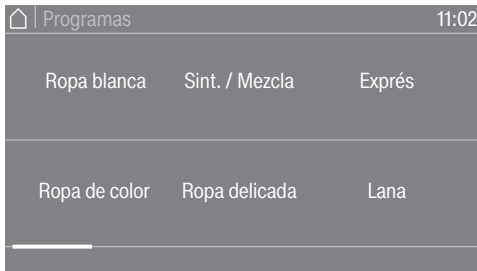 Programas 11:02
Ropa blanca Sint. / Mezcla Exprés
Ropa de color Ropa delicada Lana